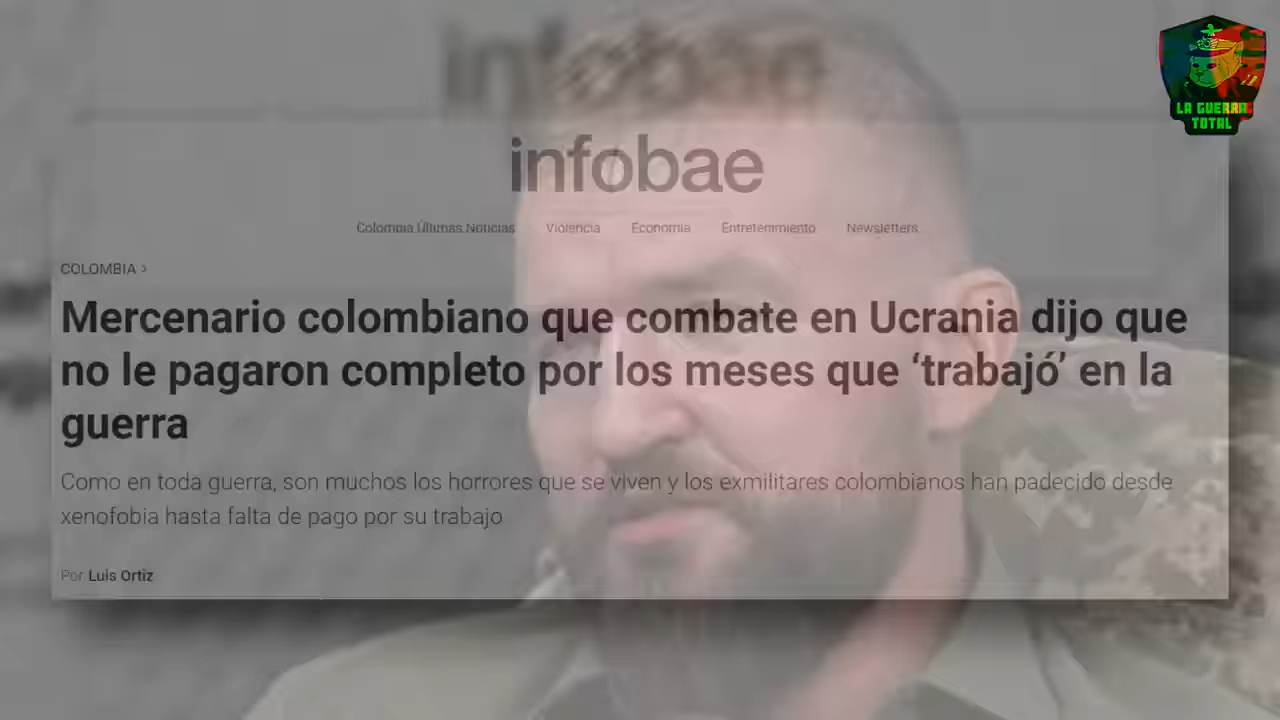 infobae
LA GUERRA
TOTAL
infobae
Colombia Últimas Noticias Violencia Economía Entretenimiento Newsletters
COLOMBIA >
Mercenario colombiano que combate en Ucrania dijo que
no le pagaron completo por los meses que ‘trabajó’ en la
guerra
Como en toda guerra, son muchos los horrores que se viven y los exmilitares colombianos han padecido desde
xenofobia hasta falta de pago por su trabajo
Por Luis Ortiz